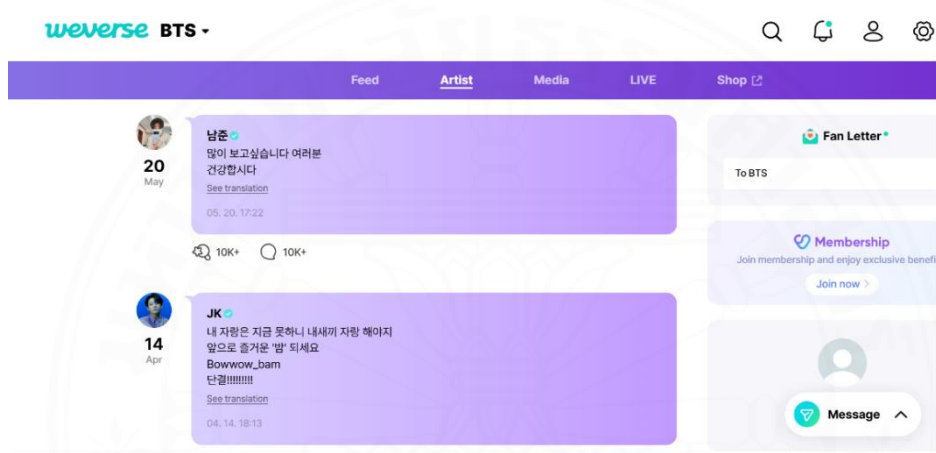 weverse BTS
Feed Artist Media LIVE Shop
남준
많이 보고싶습니다 여러분
건강합시다
See translation
05. 20. 17:22
20
May
10K+ 10K+
JK
내 자랑은 지금 못하니 내새끼 자랑 해야지
앞으로 즐거운 '밤' 되세요
Bowwow_bam
단결!!!!!!!!!!
See translation
04. 14. 18:13
14
Apr
Fan Letter
To BTS
Membership
Join membership and enjoy exclusive benefi
Join now >
Message